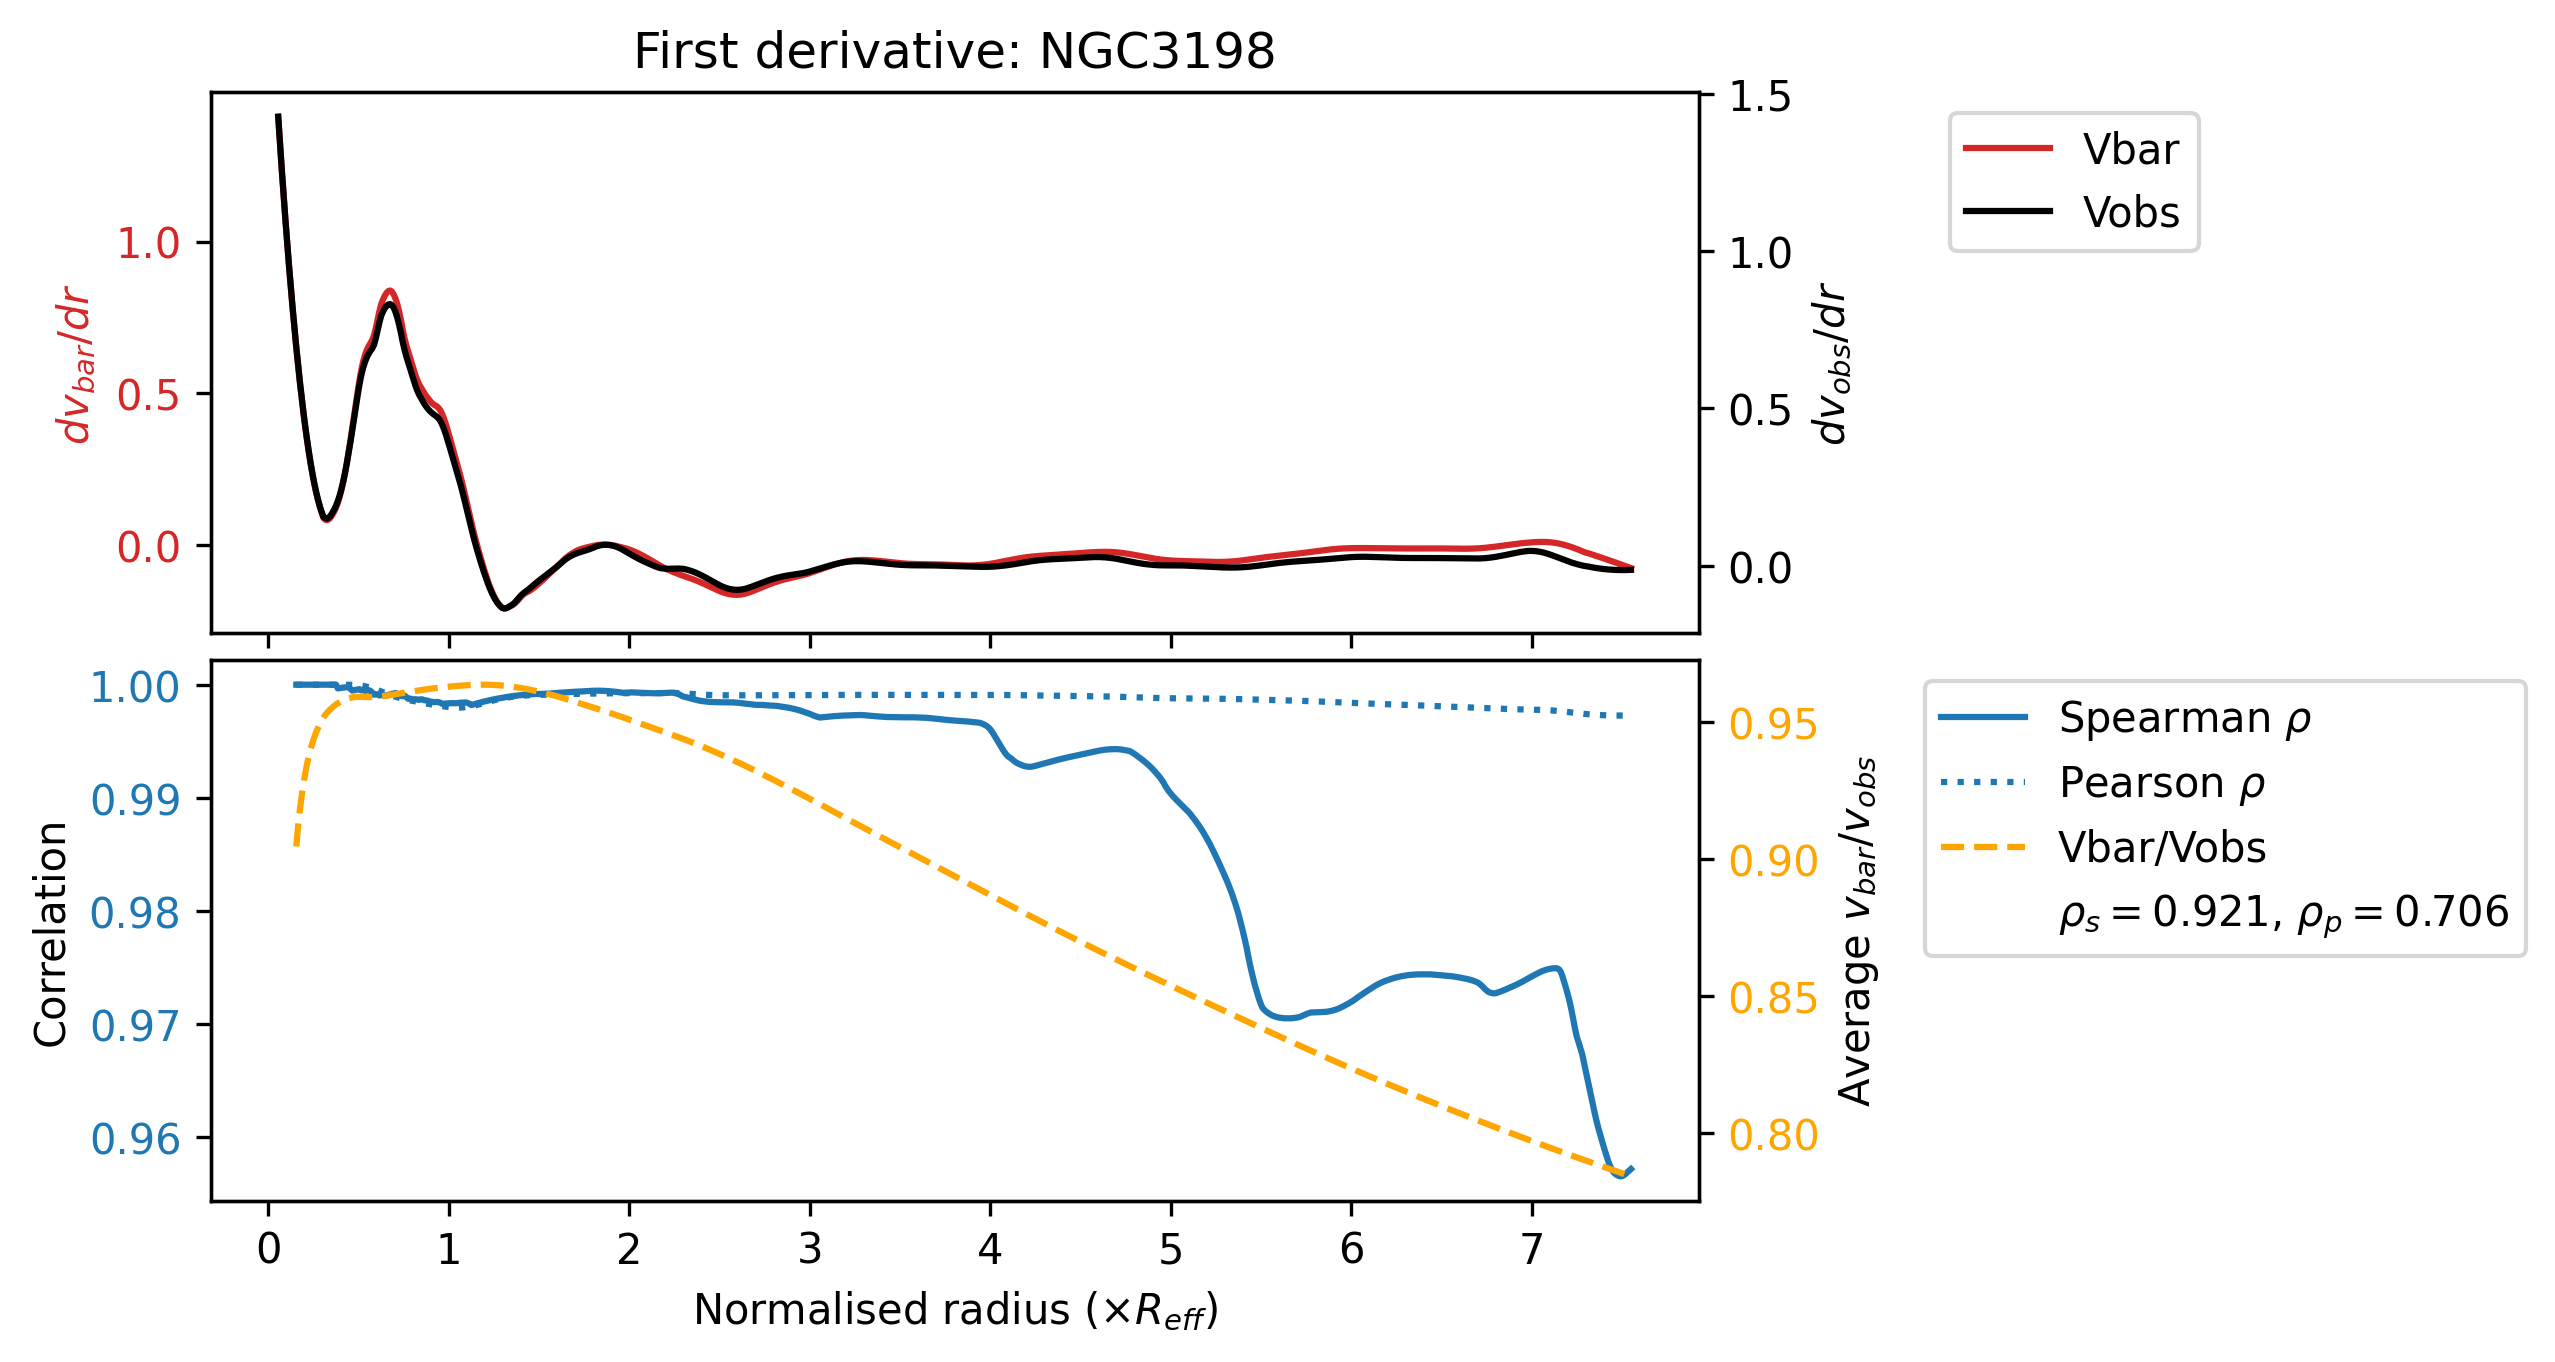 First derivative: NGC3198
1.0
0.5
0.0
dv_bar/dr
1.5
1.0
0.5
0.0
dv_obs/dr
Vbar
Vobs
1.00
0.99
0.98
0.97
0.96
Correlation
0.95
0.90
0.85
0.80
Average v_bar/v_obs
Spearman ρ
Pearson ρ
Vbar/Vobs
ρ_s = 0.921, ρ_p = 0.706
0 1 2 3 4 5 6 7
Normalised radius (×R_eff)